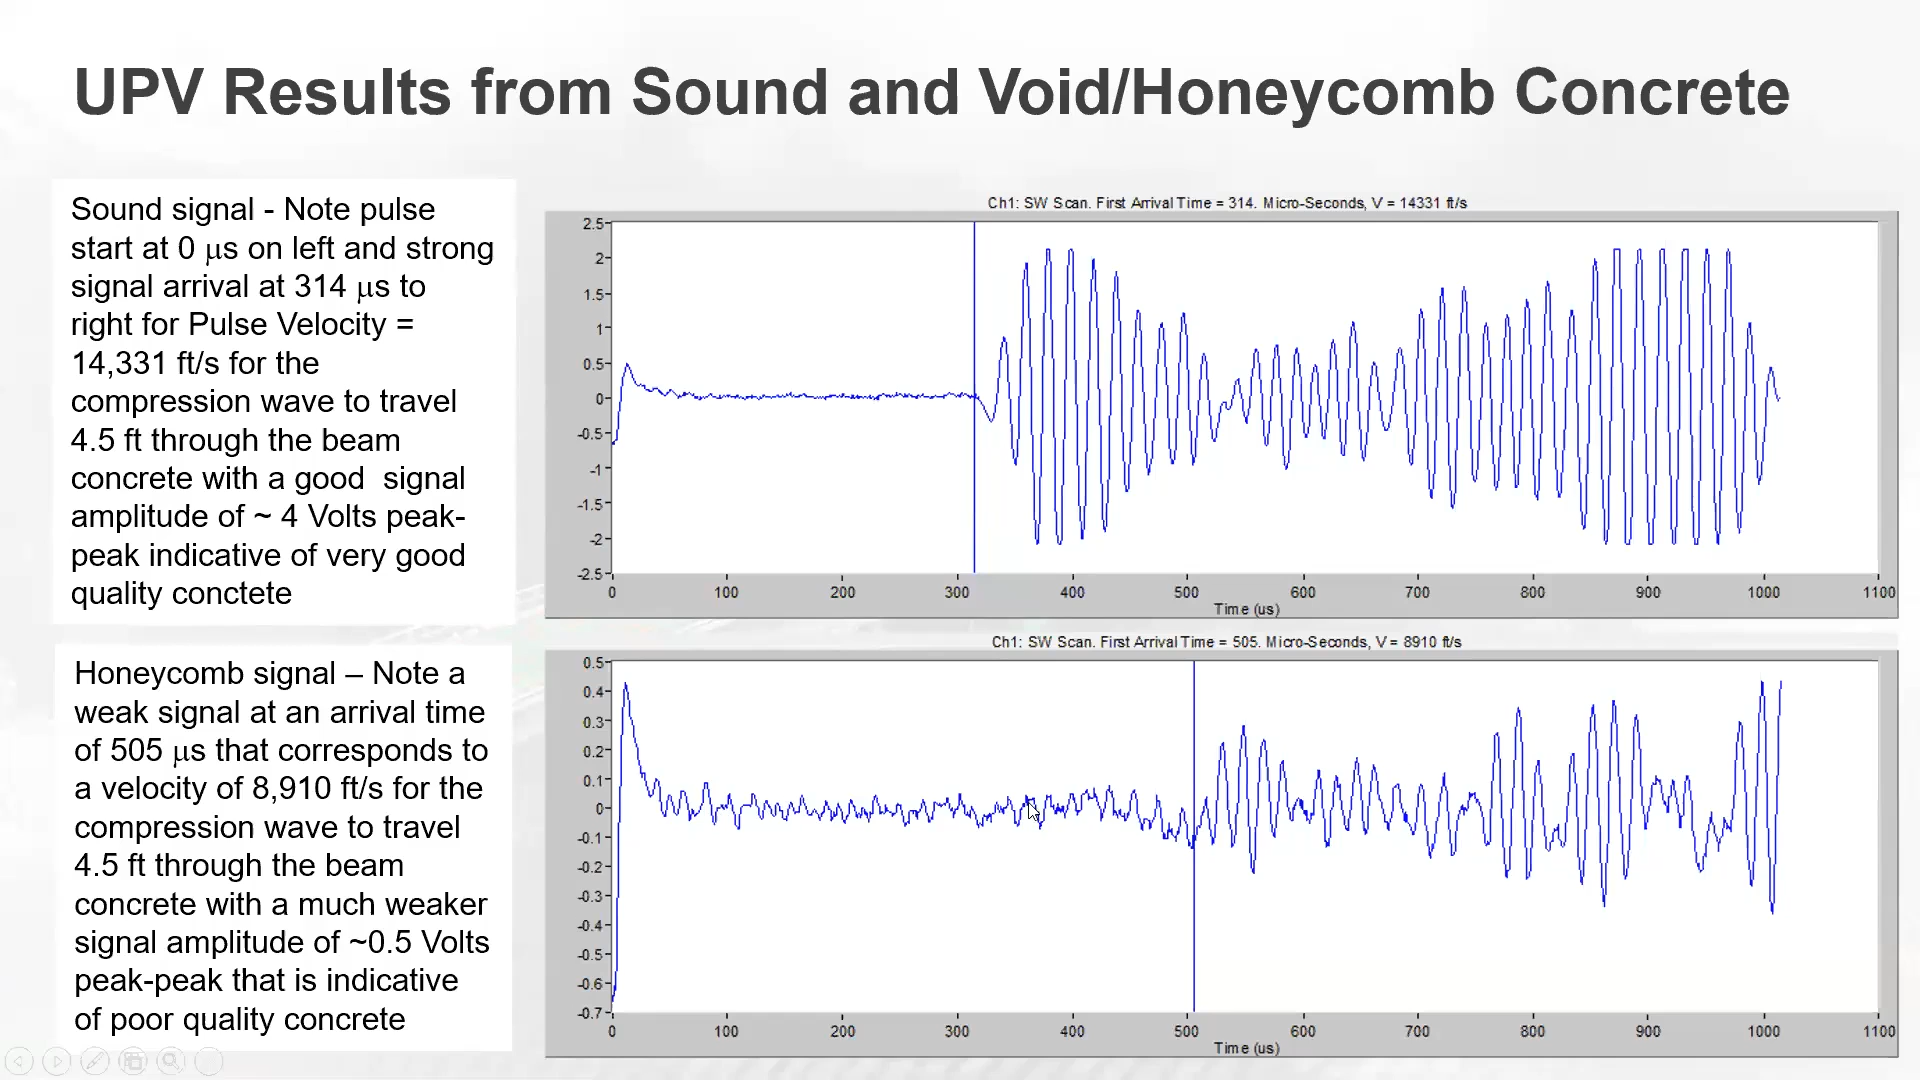 UPV Results from Sound and Void/Honeycomb Concrete
Sound signal - Note pulse
start at 0 μs on left and strong
signal arrival at 314 μs to
right for Pulse Velocity =
14,331 ft/s for the
compression wave to travel
4.5 ft through the beam
concrete with a good  signal
amplitude of ~ 4 Volts peak-
peak indicative of very good
quality conctete
Ch1: SW Scan. First Arrival Time = 314. Micro-Seconds, V = 14331 ft/s
2.5
2
1.5
1
0.5
0
-0.5
-1
-1.5
-2
-2.5
0 100 200 300 400 500 600 700 800 900 1000 1100
Time (us)
Honeycomb signal – Note a
weak signal at an arrival time
of 505 μs that corresponds to
a velocity of 8,910 ft/s for the
compression wave to travel
4.5 ft through the beam
concrete with a much weaker
signal amplitude of ~0.5 Volts
peak-peak that is indicative
of poor quality concrete
Ch1: SW Scan. First Arrival Time = 505. Micro-Seconds, V = 8910 ft/s
0.5
0.4
0.3
0.2
0.1
0
-0.1
-0.2
-0.3
-0.4
-0.5
-0.6
-0.7
0 100 200 300 400 500 600 700 800 900 1000 1100
Time (us)